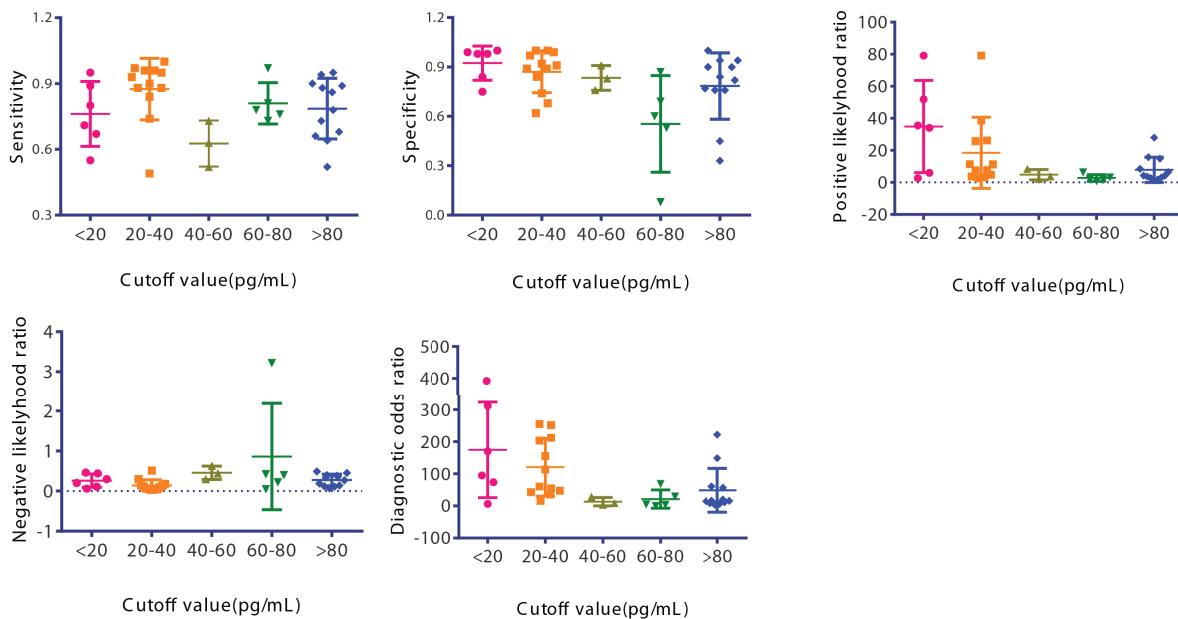 Sensitivity
1.2
0.9
0.6
0.3
<20 20-40 40-60 60-80 >80
Cutoff value(pg/mL)
Specificity
1.2
0.9
0.6
0.3
0.0
<20 20-40 40-60 60-80 >80
Cutoff value(pg/mL)
Positive likelyhood ratio
100
80
60
40
20
0
-20
<20 20-40 40-60 60-80 >80
Cutoff value(pg/mL)
Negative likelyhood ratio
4
3
2
1
0
-1
<20 20-40 40-60 60-80 >80
Cutoff value(pg/mL)
Diagnostic odds ratio
500
400
300
200
100
0
-100
<20 20-40 40-60 60-80 >80
Cutoff value(pg/mL)